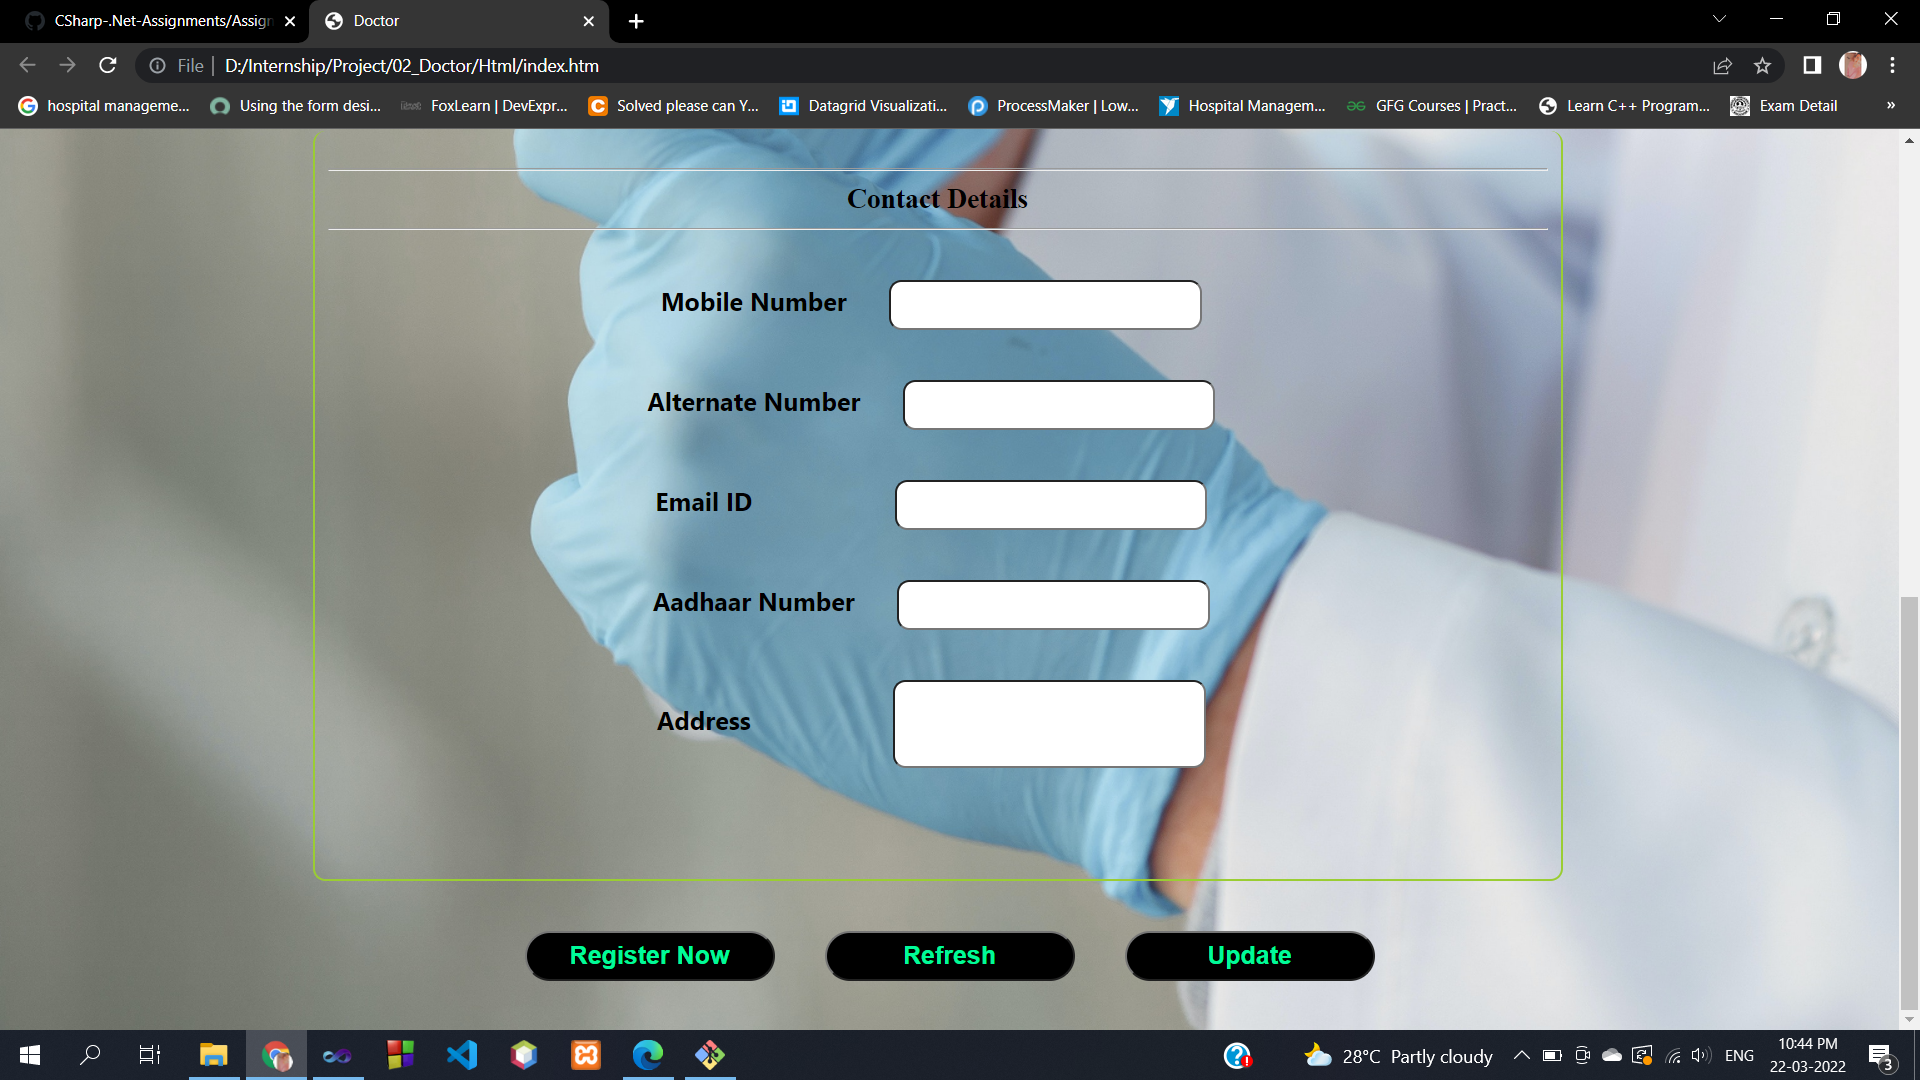 CSharp-.Net-Assignments/Assign
Doctor
File
D:/Internship/Project/02_Doctor/Html/index.htm
hospital manageme...
Using the form desi...
FoxLearn | DevExpr...
Solved please can Y...
Datagrid Visualizati...
ProcessMaker | Low...
Hospital Managem...
GFG Courses | Pract...
Learn C++ Program...
Exam Detail
»
Contact Details
Mobile Number
Alternate Number
Email ID
Aadhaar Number
Address
Register Now
Refresh
Update
28°C Partly cloudy
ENG
10:44 PM
22-03-2022
3